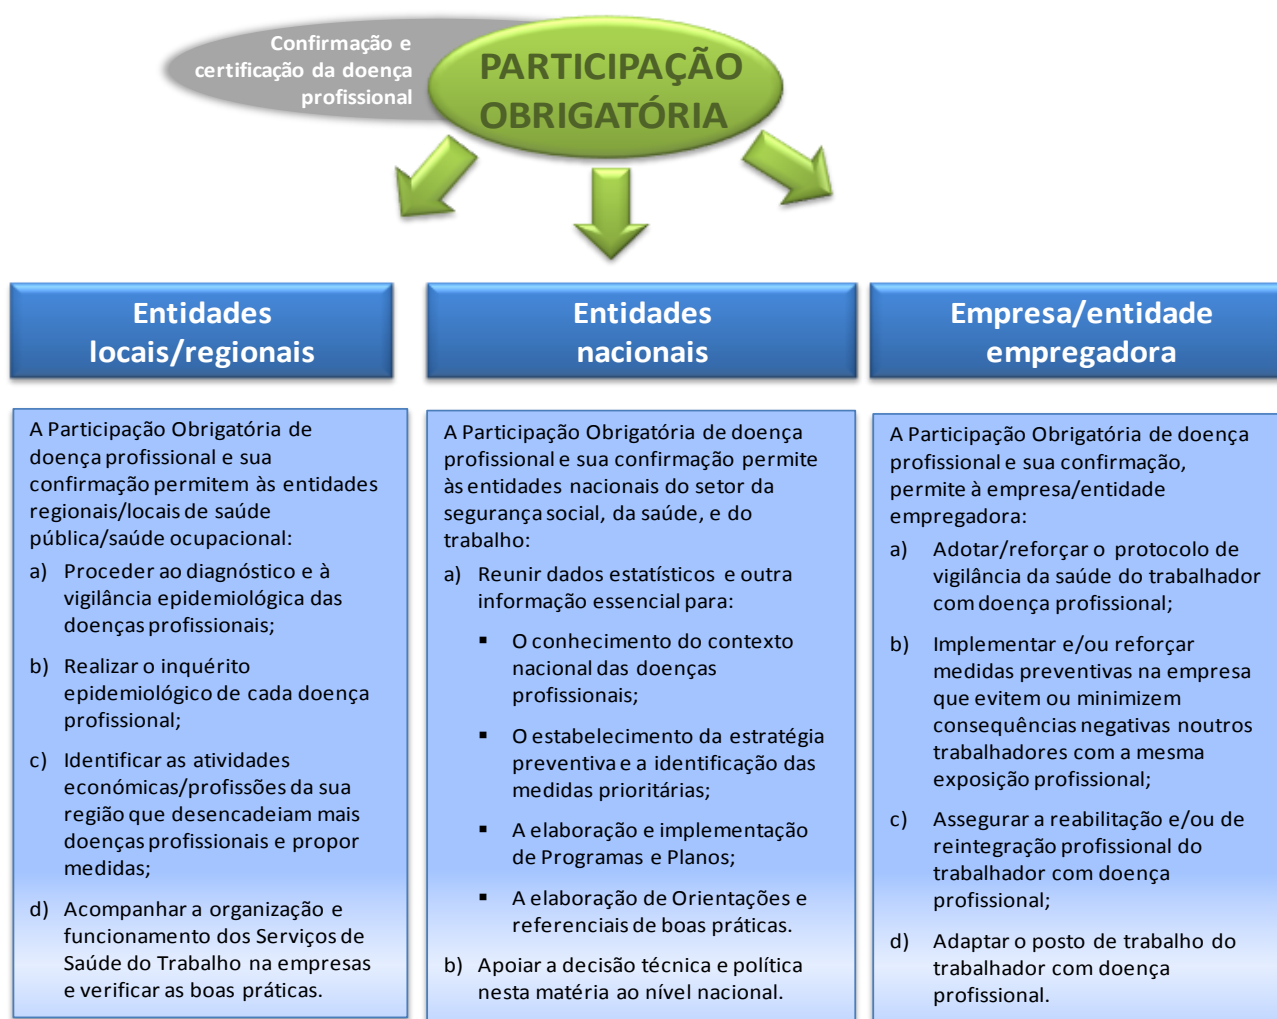 Confirmação e
certificação da doença
profissional
PARTICIPAÇÃO
OBRIGATÓRIA
Entidades
locais/regionais
A Participação Obrigatória de
doença profissional e sua
confirmação permitem às entidades
regionais/locais de saúde
pública/saúde ocupacional:
a) Proceder ao diagnóstico e à
vigilância epidemiológica das
doenças profissionais;
b) Realizar o inquérito
epidemiológico de cada doença
profissional;
c) Identificar as atividades
económicas/profissões da sua
região que desencadeiam mais
doenças profissionais e propor
medidas;
d) Acompanhar a organização e
funcionamento dos Serviços de
Saúde do Trabalho na empresas
e verificar as boas práticas.
Entidades
nacionais
A Participação Obrigatória de doença
profissional e sua confirmação permite
às entidades nacionais do setor da
segurança social, da saúde, e do
trabalho:
a) Reunir dados estatísticos e outra
informação essencial para:
▪ O conhecimento do contexto
nacional das doenças
profissionais;
▪ O estabelecimento da estratégia
preventiva e a identificação das
medidas prioritárias;
▪ A elaboração e implementação
de Programas e Planos;
▪ A elaboração de Orientações e
referenciais de boas práticas.
b) Apoiar a decisão técnica e política
nesta matéria ao nível nacional.
Empresa/entidade
empregadora
A Participação Obrigatória de doença
profissional e sua confirmação,
permite à empresa/entidade
empregadora:
a) Adotar/reforçar o protocolo de
vigilância da saúde do trabalhador
com doença profissional;
b) Implementar e/ou reforçar
medidas preventivas na empresa
que evitem ou minimizem
consequências negativas noutros
trabalhadores com a mesma
exposição profissional;
c) Assegurar a reabilitação e/ou de
reintegração profissional do
trabalhador com doença
profissional;
d) Adaptar o posto de trabalho do
trabalhador com doença
profissional.